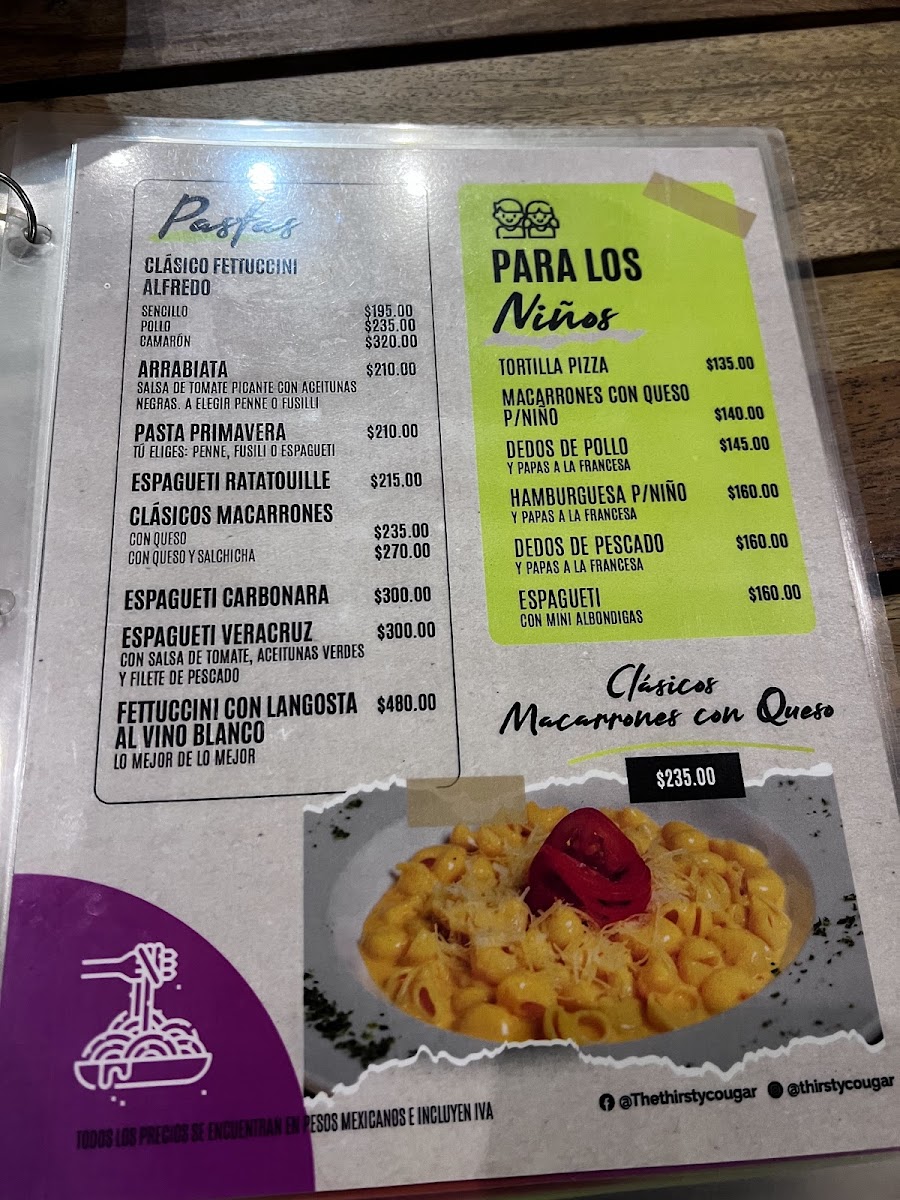 Pastas
CLÁSICO FETTUCCINI
ALFREDO
SENCILLO $195.00
POLLO $235.00
CAMARÓN $320.00
ARRABIATA $210.00
SALSA DE TOMATE PICANTE CON ACEITUNAS
NEGRAS. A ELEGIR PENNE O FUSILLI
PASTA PRIMAVERA $210.00
TÚ ELIGES: PENNE, FUSILI O ESPAGUETI
ESPAGUETI RATATOUILLE $215.00
CLÁSICOS MACARRONES
CON QUESO $235.00
CON QUESO Y SALCHICHA $270.00
ESPAGUETI CARBONARA $300.00
ESPAGUETI VERACRUZ $300.00
CON SALSA DE TOMATE, ACEITUNAS VERDES
Y FILETE DE PESCADO
FETTUCCINI CON LANGOSTA $480.00
AL VINO BLANCO
LO MEJOR DE LO MEJOR
PARA LOS
Niños
TORTILLA PIZZA $135.00
MACARRONES CON QUESO
P/NIÑO $140.00
DEDOS DE POLLO $145.00
Y PAPAS A LA FRANCESA
HAMBURGUESA P/NIÑO $160.00
Y PAPAS A LA FRANCESA
DEDOS DE PESCADO $160.00
Y PAPAS A LA FRANCESA
ESPAGUETI $160.00
CON MINI ALBONDIGAS
Clásicos
Macarrones con Queso
$235.00
@Thethirstycougar @thirstycougar
TODOS LOS PRECIOS SE ENCUENTRAN EN PESOS MEXICANOS E INCLUYEN IVA